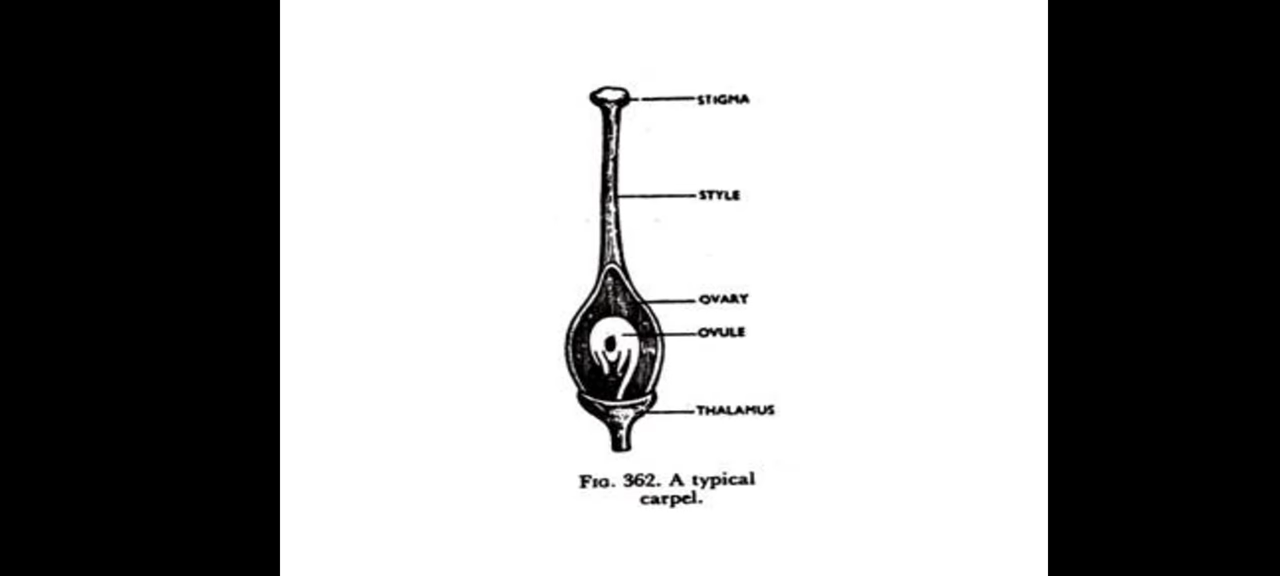 STIGMA
STYLE
OVARY
OVULE
THALAMUS
FIG. 362. A typical
carpel.